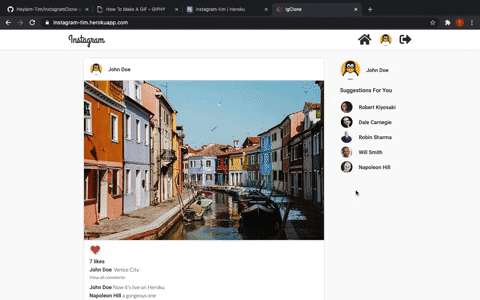 Heylam-Tim/InstagramClone
How To Make A GIF – GIPHY
instagram-tim | Heroku
igClone
instagram-tim.herokuapp.com
Instagram
John Doe
John Doe
Suggestions For You
Robert Kiyosaki
Dale Carnegie
Robin Sharma
Will Smith
Napoleon Hill
7 likes
John Doe Venice City
View all comments
John Doe Now it's live on Heroku
Napoleon Hill a gorgeous one